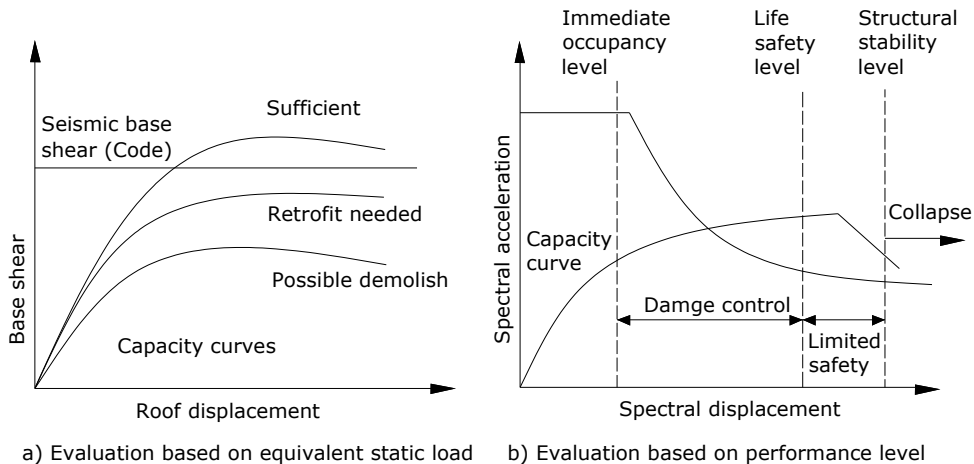 Base shear
Seismic base
shear (Code)
Sufficient
Retrofit needed
Possible demolish
Capacity curves
Roof displacement
a) Evaluation based on equivalent static load
Immediate
occupancy
level
Life
safety
level
Structural
stability level
Spectral acceleration
Capacity
curve
Collapse
Damge control
Limited
safety
Spectral displacement
b) Evaluation based on performance level